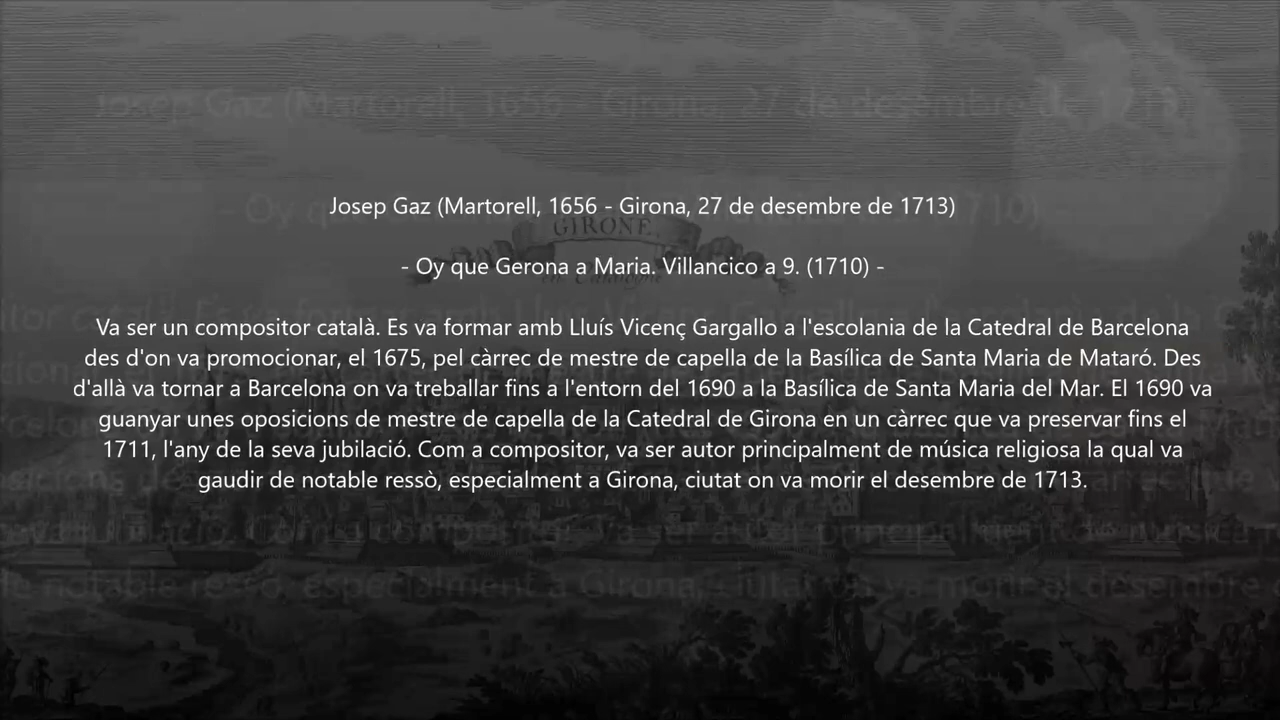 Josep Gaz (Martorell, 1656 - Girona, 27 de desembre de 1713)
GIRONE,
- Oy que Gerona a Maria. Villancico a 9. (1710) -
Va ser un compositor català. Es va formar amb Lluís Vicenç Gargallo a l'escolania de la Catedral de Barcelona
des d'on va promocionar, el 1675, pel càrrec de mestre de capella de la Basílica de Santa Maria de Mataró. Des
d'allà va tornar a Barcelona on va treballar fins a l'entorn del 1690 a la Basílica de Santa Maria del Mar. El 1690 va
guanyar unes oposicions de mestre de capella de la Catedral de Girona en un càrrec que va preservar fins el
1711, l'any de la seva jubilació. Com a compositor, va ser autor principalment de música religiosa la qual va
gaudir de notable ressò, especialment a Girona, ciutat on va morir el desembre de 1713.